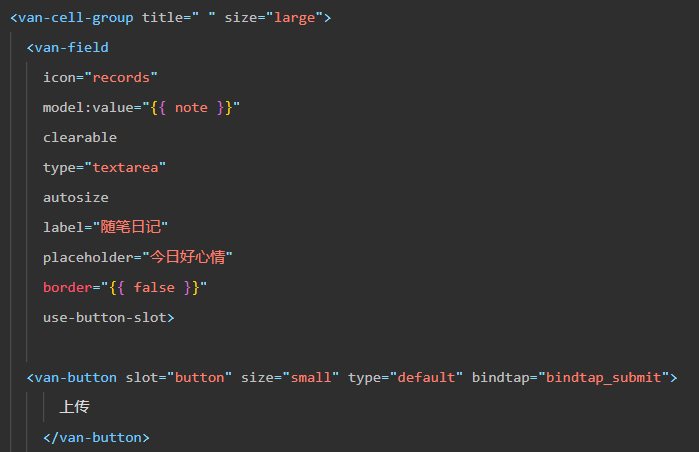 <van-cell-group title=" " size="large">
<van-field
icon="records"
model:value="{{ note }}"
clearable
type="textarea"
autosize
label="随笔日记"
placeholder="今日好心情"
border="{{ false }}"
use-button-slot>
<van-button slot="button" size="small" type="default" bindtap="bindtap_submit">
上传
</van-button>